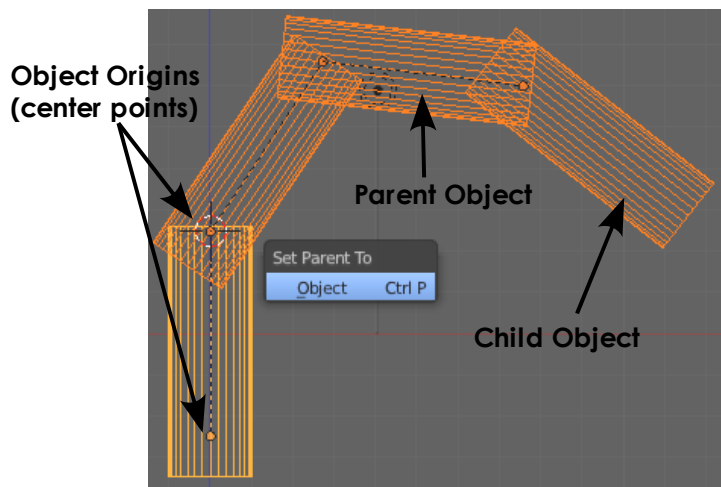 Object Origins
(center points)
Parent Object
Set Parent To
Object Ctrl P
Child Object